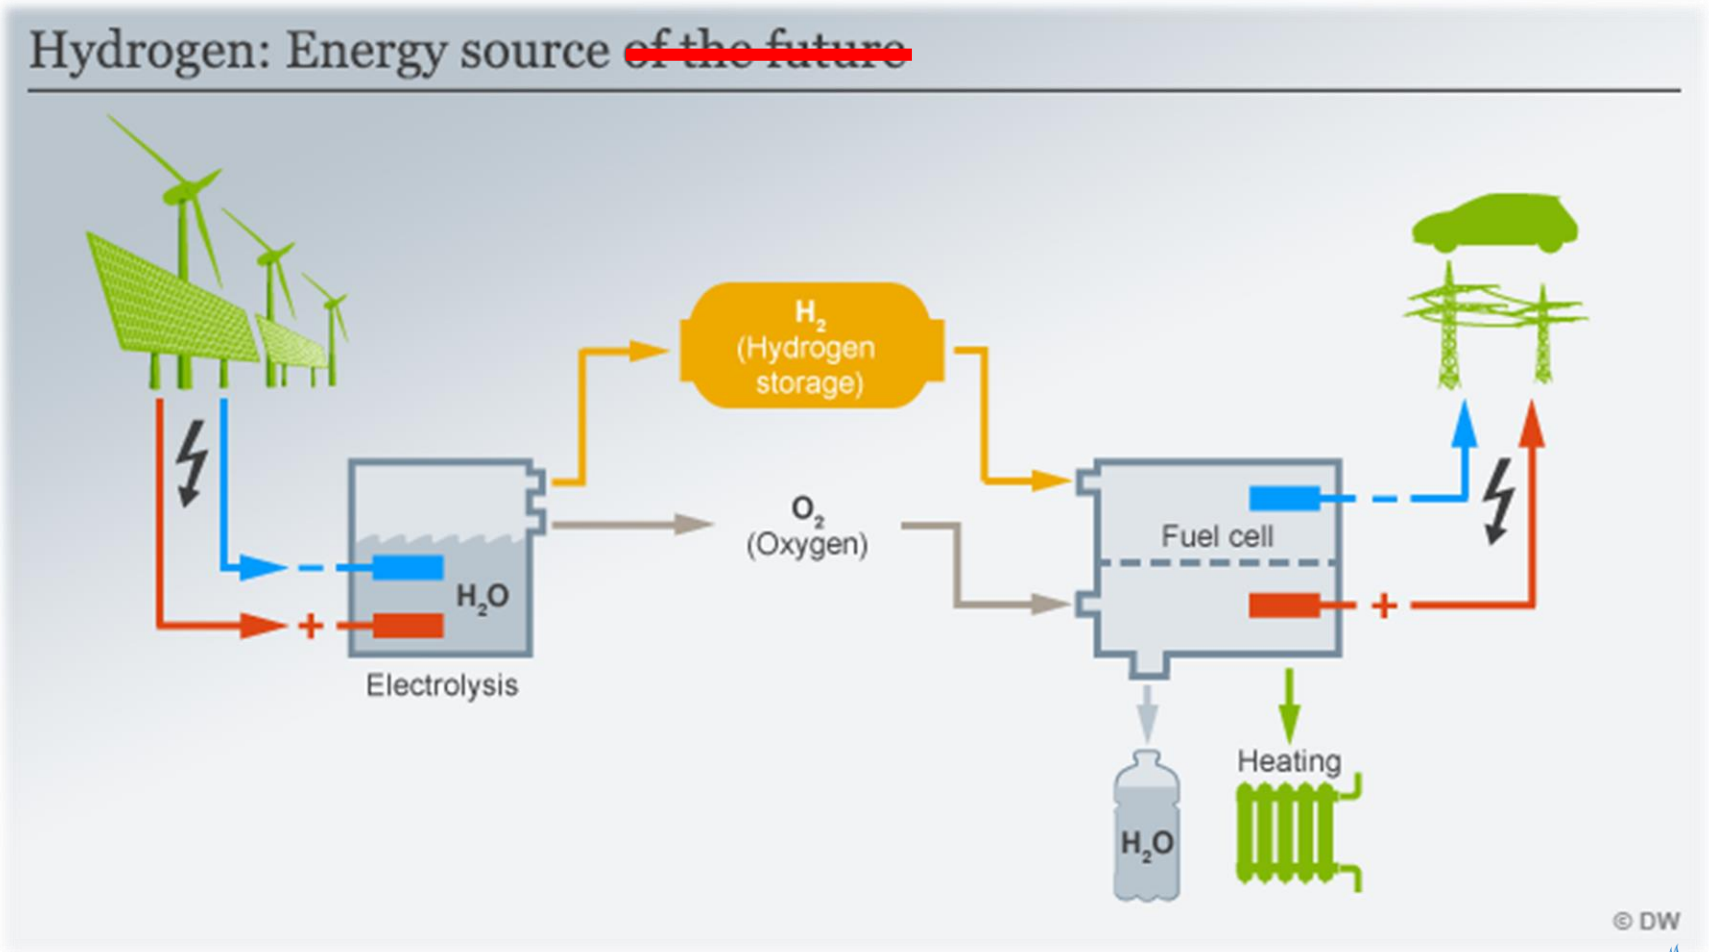 Hydrogen: Energy source of the future
H₂
(Hydrogen
storage)
O₂
(Oxygen)
Fuel cell
−
H₂O
+
Electrolysis
−
+
Heating
H₂O
© DW